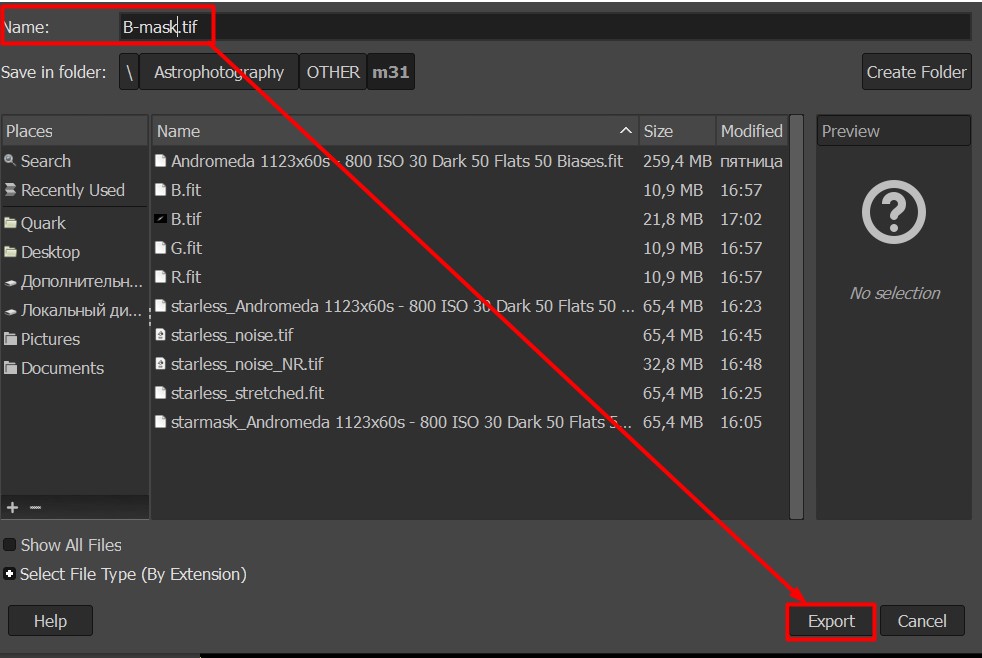 Name: B-mask.tif
Save in folder: \ Astrophotography OTHER m31 Create Folder
Places Name Size Modified Preview
Search Andromeda 1123x60s - 800 ISO 30 Dark 50 Flats 50 Biases.fit 259,4 MB пятница
Recently Used B.fit 10,9 MB 16:57
Quark B.tif 21,8 MB 17:02
Desktop G.fit 10,9 MB 16:57
Дополнительн... R.fit 10,9 MB 16:57
No selection
Локальный ди... starless_Andromeda 1123x60s - 800 ISO 30 Dark 50 Flats 50 ... 65,4 MB 16:23
Pictures starless_noise.tif 65,4 MB 16:45
Documents starless_noise_NR.tif 32,8 MB 16:48
starless_stretched.fit 65,4 MB 16:25
starmask_Andromeda 1123x60s - 800 ISO 30 Dark 50 Flats 5... 65,4 MB 16:05
Show All Files
Select File Type (By Extension)
Help Export Cancel